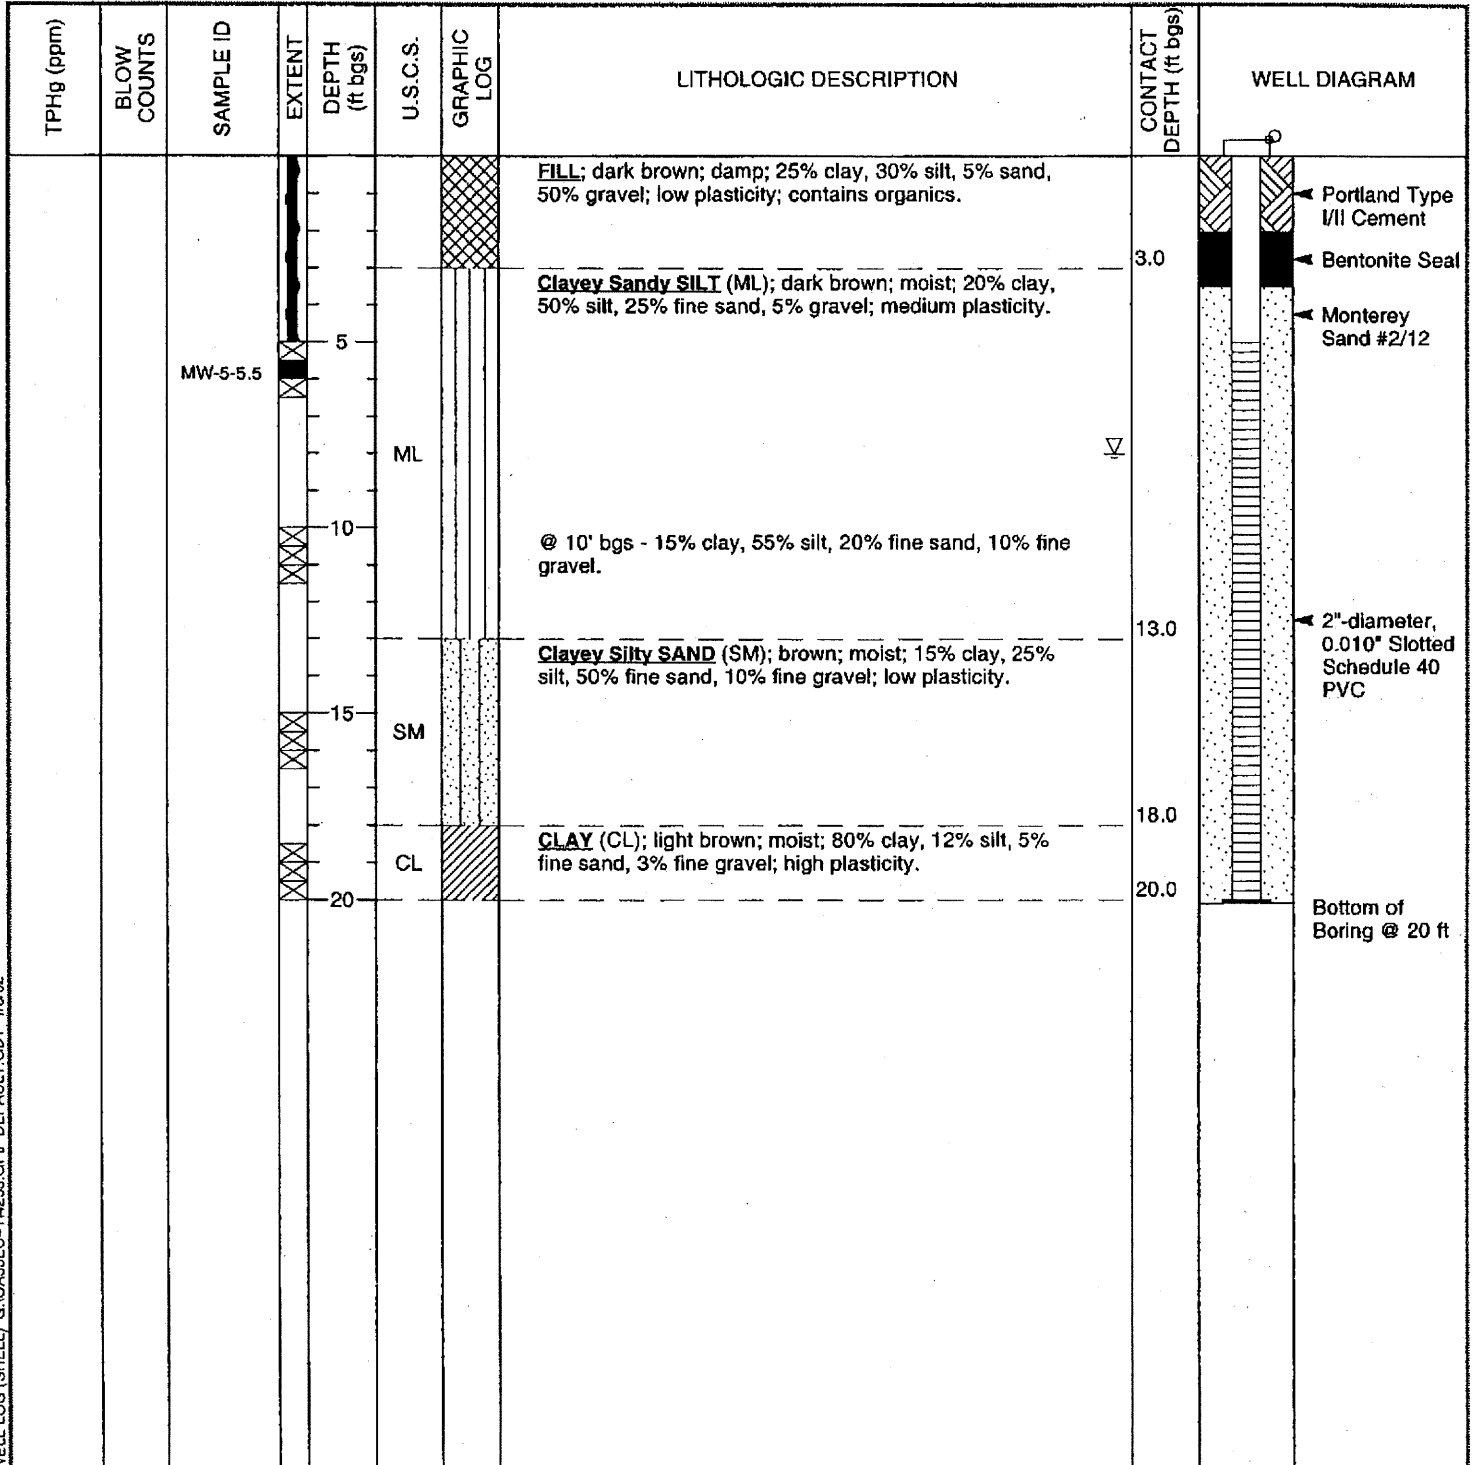 TPHg (ppm)
BLOW
COUNTS
SAMPLE ID
EXTENT
DEPTH
(ft bgs)
U.S.C.S.
GRAPHIC
LOG
LITHOLOGIC DESCRIPTION
CONTACT
DEPTH (ft bgs)
WELL DIAGRAM
FILL; dark brown; damp; 25% clay, 30% silt, 5% sand,
50% gravel; low plasticity; contains organics.
Portland Type
I/II Cement
3.0
Bentonite Seal
Clayey Sandy SILT (ML); dark brown; moist; 20% clay,
50% silt, 25% fine sand, 5% gravel; medium plasticity.
Monterey
Sand #2/12
5
MW-5-5.5
ML
10
@ 10' bgs - 15% clay, 55% silt, 20% fine sand, 10% fine
gravel.
13.0
2"-diameter,
0.010" Slotted
Schedule 40
PVC
Clayey Silty SAND (SM); brown; moist; 15% clay, 25%
silt, 50% fine sand, 10% fine gravel; low plasticity.
15
SM
18.0
CLAY (CL); light brown; moist; 80% clay, 12% silt, 5%
fine sand, 3% fine gravel; high plasticity.
CL
20
20.0
Bottom of
Boring @ 20 ft
WELL LOG (SHELL)